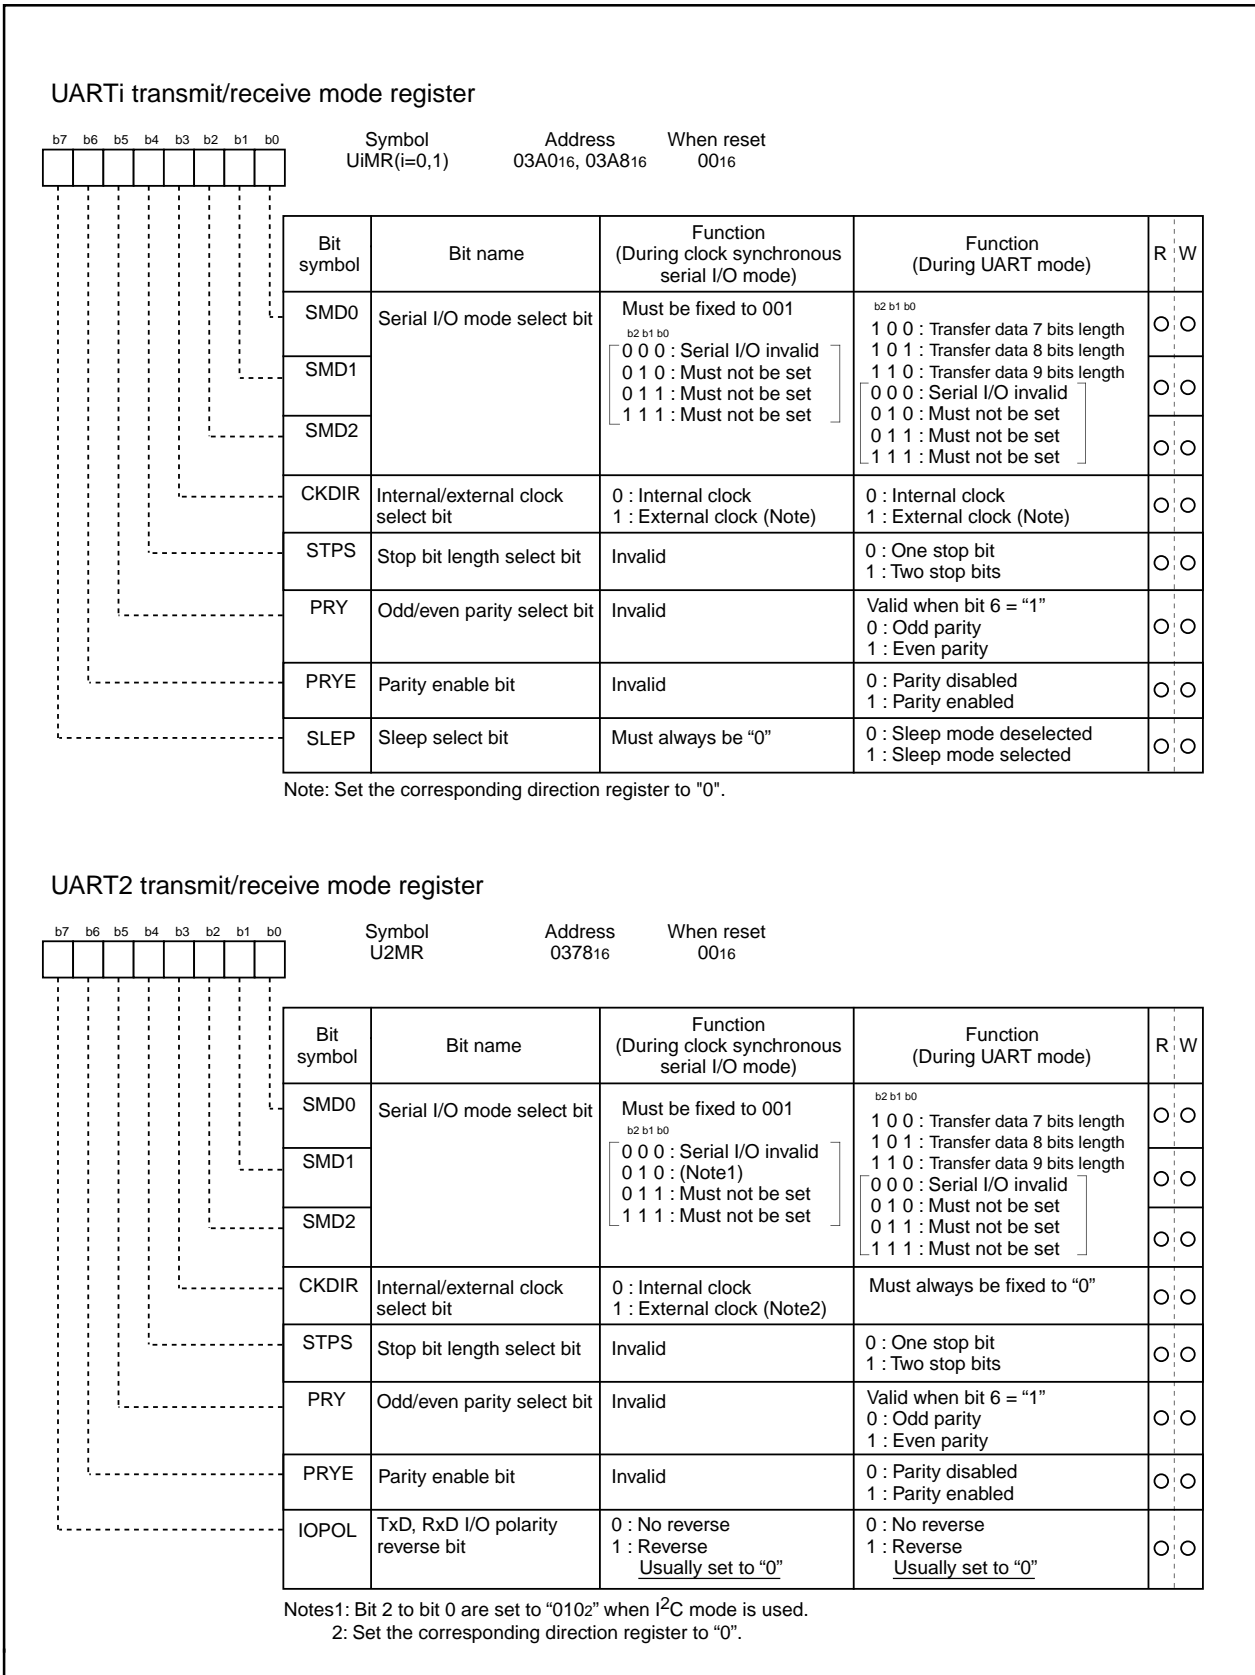 UARTi transmit/receive mode register
b7 b6 b5 b4 b3 b2 b1 b0
Symbol Address When reset
UiMR(i=0,1) 03A016, 03A816 0016
Bit symbol Bit name Function (During clock synchronous serial I/O mode) Function (During UART mode) R W
SMD0 Serial I/O mode select bit
SMD1
SMD2
Must be fixed to 001
b2 b1 b0
0 0 0 : Serial I/O invalid
0 1 0 : Must not be set
0 1 1 : Must not be set
1 1 1 : Must not be set
b2 b1 b0
1 0 0 : Transfer data 7 bits length
1 0 1 : Transfer data 8 bits length
1 1 0 : Transfer data 9 bits length
0 0 0 : Serial I/O invalid
0 1 0 : Must not be set
0 1 1 : Must not be set
1 1 1 : Must not be set
CKDIR Internal/external clock select bit
0 : Internal clock
1 : External clock (Note)
0 : Internal clock
1 : External clock (Note)
STPS Stop bit length select bit Invalid
0 : One stop bit
1 : Two stop bits
PRY Odd/even parity select bit Invalid
Valid when bit 6 = “1”
0 : Odd parity
1 : Even parity
PRYE Parity enable bit Invalid
0 : Parity disabled
1 : Parity enabled
SLEP Sleep select bit Must always be “0”
0 : Sleep mode deselected
1 : Sleep mode selected
Note: Set the corresponding direction register to "0".
UART2 transmit/receive mode register
b7 b6 b5 b4 b3 b2 b1 b0
Symbol Address When reset
U2MR 037816 0016
Bit symbol Bit name Function (During clock synchronous serial I/O mode) Function (During UART mode) R W
SMD0 Serial I/O mode select bit
SMD1
SMD2
Must be fixed to 001
b2 b1 b0
0 0 0 : Serial I/O invalid
0 1 0 : (Note1)
0 1 1 : Must not be set
1 1 1 : Must not be set
b2 b1 b0
1 0 0 : Transfer data 7 bits length
1 0 1 : Transfer data 8 bits length
1 1 0 : Transfer data 9 bits length
0 0 0 : Serial I/O invalid
0 1 0 : Must not be set
0 1 1 : Must not be set
1 1 1 : Must not be set
CKDIR Internal/external clock select bit
0 : Internal clock
1 : External clock (Note2)
Must always be fixed to “0”
STPS Stop bit length select bit Invalid
0 : One stop bit
1 : Two stop bits
PRY Odd/even parity select bit Invalid
Valid when bit 6 = “1”
0 : Odd parity
1 : Even parity
PRYE Parity enable bit Invalid
0 : Parity disabled
1 : Parity enabled
IOPOL TxD, RxD I/O polarity reverse bit
0 : No reverse
1 : Reverse
Usually set to “0”
0 : No reverse
1 : Reverse
Usually set to “0”
Notes1: Bit 2 to bit 0 are set to “0102” when I2C mode is used.
2: Set the corresponding direction register to “0”.